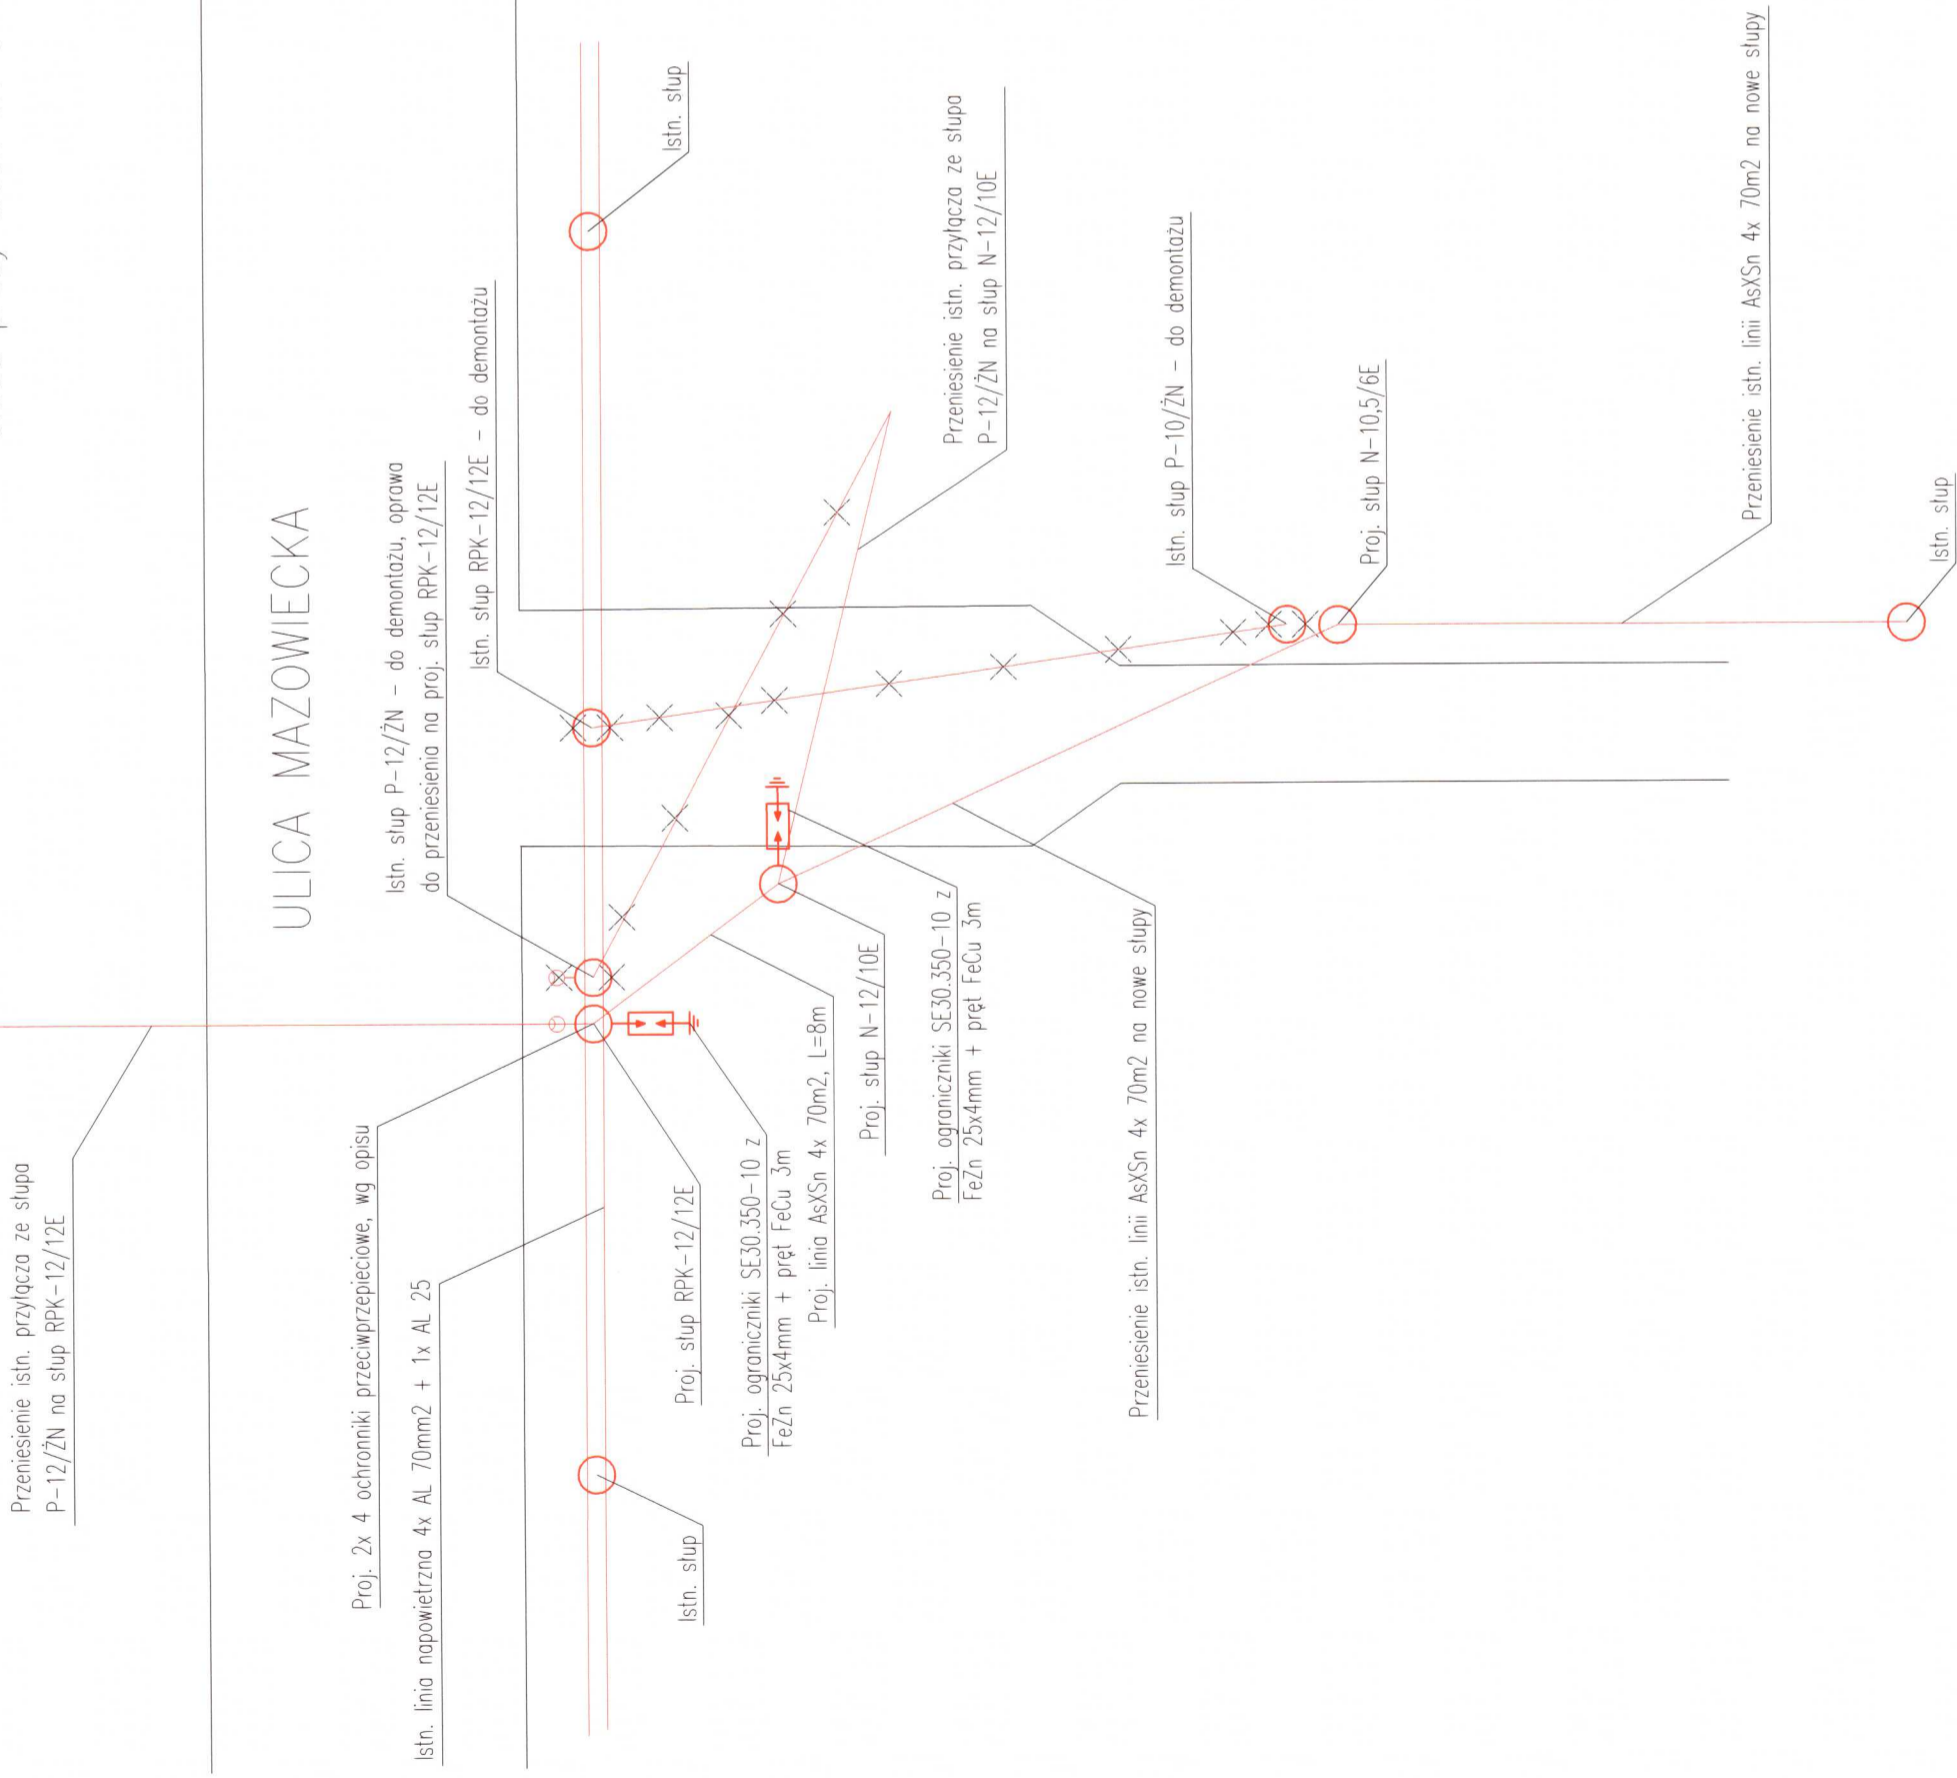 Przeniesienie istn. przyłącza ze słupa
P-12/ŻN na słup RPK-12/12E
ULICA MAZOWIECKA
Proj. 2x 4 ochronniki przeciwprzepieciowe, wg opisu
Istn. słup P-12/ŻN - do demontażu, oprawa
do przeniesienia na proj. słup RPK-12/12E
Istn. linia napowietrzna 4x AL 70mm2 + 1x AL 25
Istn. słup RPK-12/12E - do demontażu
Istn. słup
Proj. słup RPK-12/12E
Istn. słup
Proj. ograniczniki SE30.350-10 z
FeZn 25x4mm + pręt FeCu 3m
Proj. linia AsXSn 4x 70m2, L=8m
Proj. słup N-12/10E
Proj. ograniczniki SE30.350-10 z
FeZn 25x4mm + pręt FeCu 3m
Przeniesienie istn. przyłącza ze słupa
P-12/ŻN na słup N-12/10E
Przeniesienie istn. linii AsXSn 4x 70m2 na nowe słupy
Istn. słup P-10/ŻN - do demontażu
Proj. słup N-10,5/6E
Przeniesienie istn. linii AsXSn 4x 70m2 na nowe słupy
Istn. słup